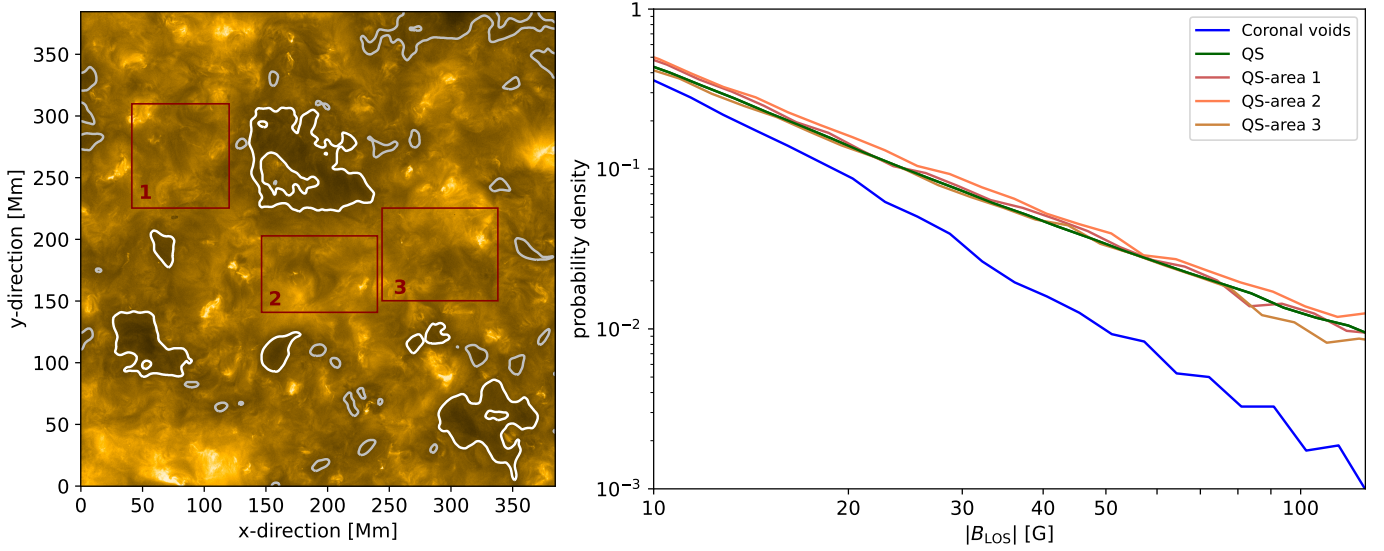 350
300
250
200
150
100
50
0
y-direction [Mm]
1
2
3
0 50 100 150 200 250 300 350
x-direction [Mm]
1
10⁻¹
10⁻²
10⁻³
probability density
Coronal voids
QS
QS-area 1
QS-area 2
QS-area 3
10 20 30 40 50 100
|B_LOS| [G]